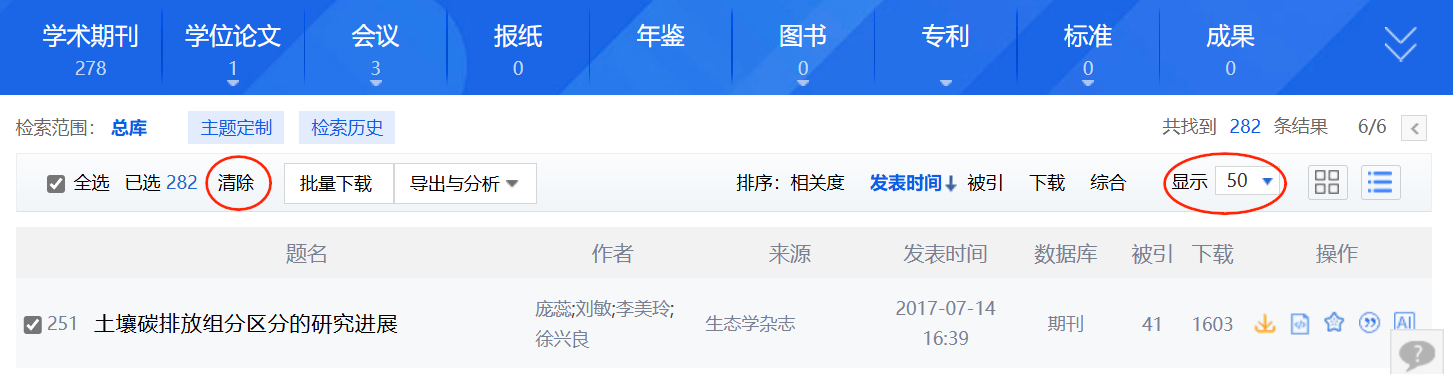 学术期刊 学位论文 会议 报纸 年鉴 图书 专利 标准 成果
278 1 3 0 0 0 0
检索范围： 总库 主题定制 检索历史 共找到 282 条结果 6/6 <
全选 已选 282 清除 批量下载 导出与分析 排序： 相关度 发表时间↓ 被引 下载 综合 显示 50
题名 作者 来源 发表时间 数据库 被引 下载 操作
251 土壤碳排放组分区分的研究进展 庞蕊;刘敏;李美玲; 生态学杂志 2017-07-14 期刊 41 1603 AI
徐兴良 16:39
?